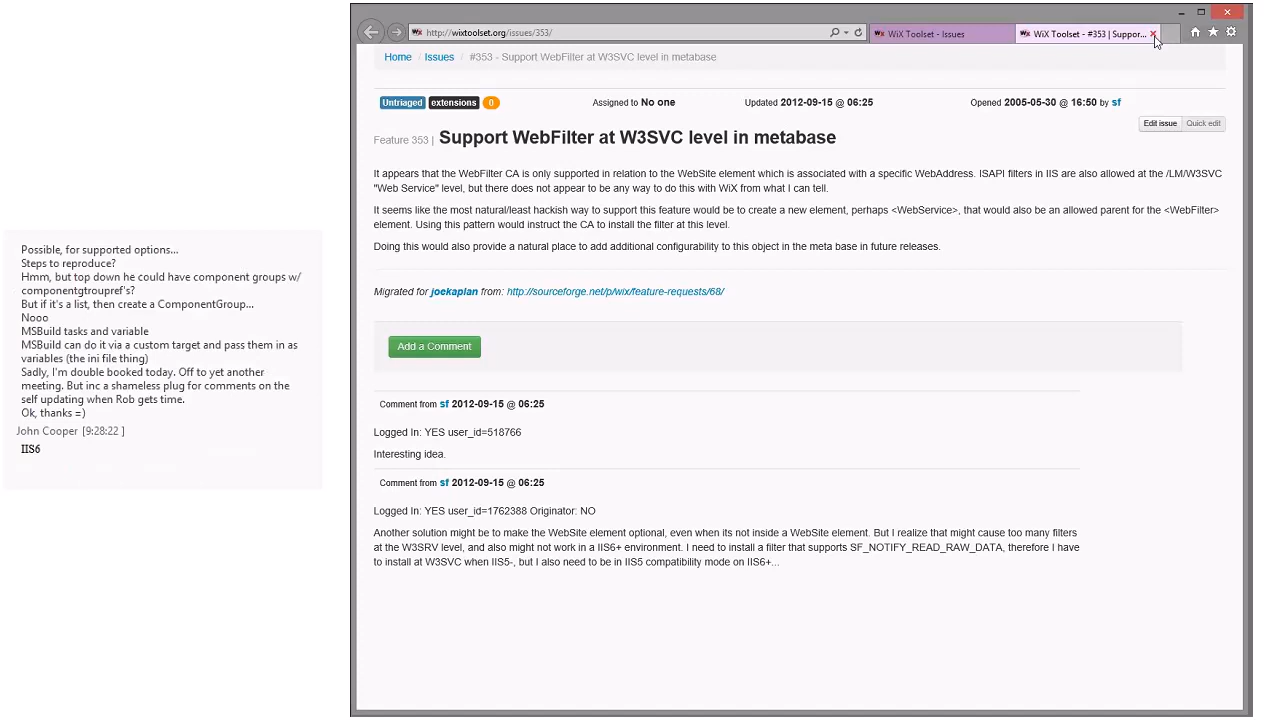 Possible, for supported options...
Steps to reproduce?
Hmm, but top down he could have component groups w/
componentgtroupref's?
But if it's a list, then create a ComponentGroup...
Nooo
MSBuild tasks and variable
MSBuild can do it via a custom target and pass them in as
variables (the ini file thing)
Sadly, I'm double booked today. Off to yet another
meeting. But inc a shameless plug for comments on the
self updating when Rob gets time.
Ok, thanks =)
John Cooper [9:28:22 ]
IIS6
http://wixtoolset.org/issues/353/
WiX Toolset - Issues
WiX Toolset - #353 | Suppor...
Home / Issues / #353 - Support WebFilter at W3SVC level in metabase
Untriaged extensions 0 Assigned to No one Updated 2012-09-15 @ 06:25 Opened 2005-05-30 @ 16:50 by sf
Edit issue Quick edit
Feature 353 | Support WebFilter at W3SVC level in metabase
It appears that the WebFilter CA is only supported in relation to the WebSite element which is associated with a specific WebAddress. ISAPI filters in IIS are also allowed at the /LM/W3SVC
"Web Service" level, but there does not appear to be any way to do this with WiX from what I can tell.
It seems like the most natural/least hackish way to support this feature would be to create a new element, perhaps <WebService>, that would also be an allowed parent for the <WebFilter>
element. Using this pattern would instruct the CA to install the filter at this level.
Doing this would also provide a natural place to add additional configurability to this object in the meta base in future releases.
Migrated for joekaplan from: http://sourceforge.net/p/wix/feature-requests/68/
Add a Comment
Comment from sf 2012-09-15 @ 06:25
Logged In: YES user_id=518766
Interesting idea.
Comment from sf 2012-09-15 @ 06:25
Logged In: YES user_id=1762388 Originator: NO
Another solution might be to make the WebSite element optional, even when its not inside a WebSite element. But I realize that might cause too many filters
at the W3SRV level, and also might not work in a IIS6+ environment. I need to install a filter that supports SF_NOTIFY_READ_RAW_DATA, therefore I have
to install at W3SVC when IIS5-, but I also need to be in IIS5 compatibility mode on IIS6+...